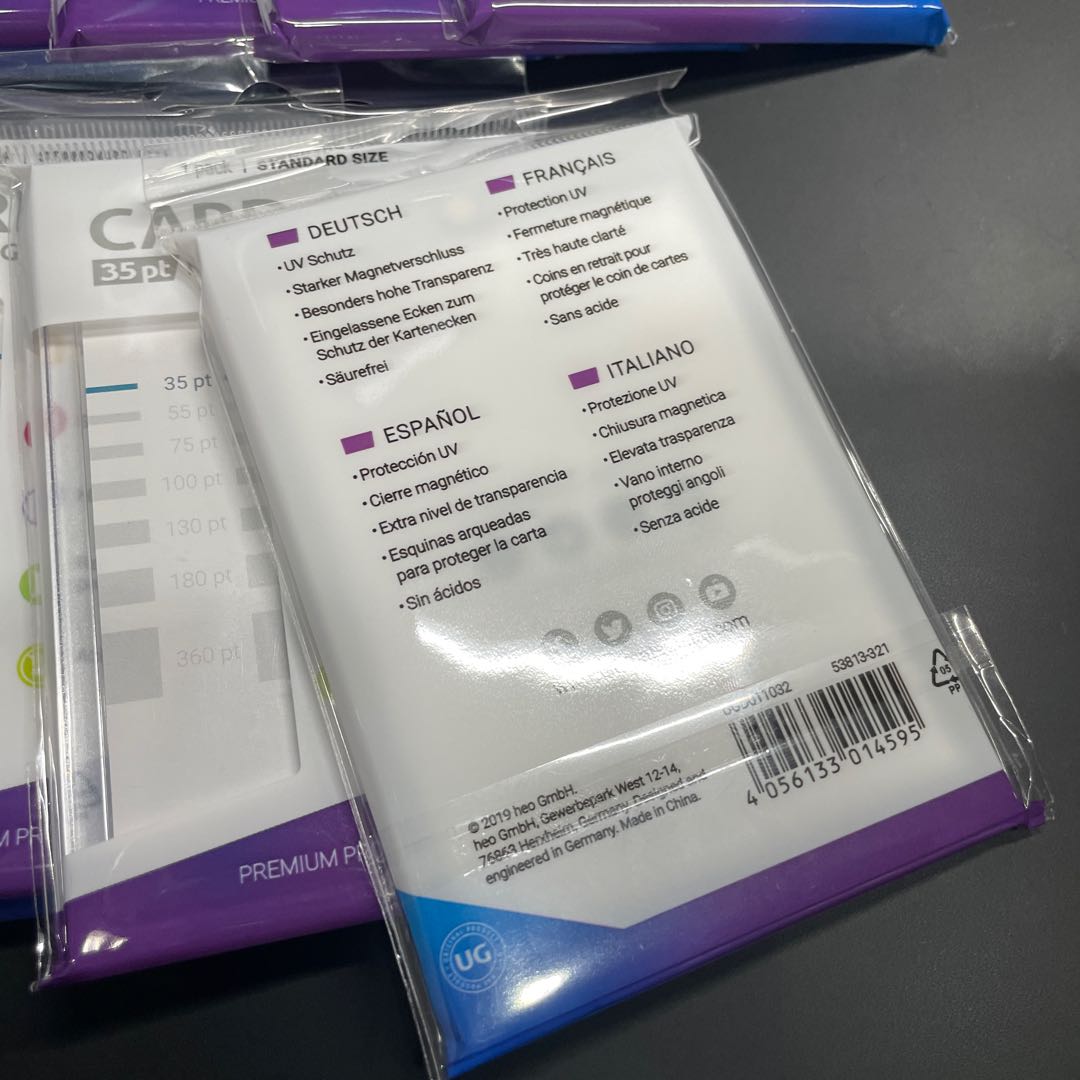 PREMIUM
1 pack | STANDARD SIZE
CARD
35 pt
G
35 pt
55 pt
75 pt
100 pt
130 pt
180 pt
360 pt
M PR
PREMIUM PR
DEUTSCH
•UV Schutz
•Starker Magnetverschluss
•Besonders hohe Transparenz
•Eingelassene Ecken zum
Schutz der Kartenecken
•Säurefrei
FRANÇAIS
•Protection UV
•Fermeture magnétique
•Très haute clarté
•Coins en retrait pour
protéger le coin de cartes
•Sans acide
ESPAÑOL
•Protección UV
•Cierre magnético
•Extra nivel de transparencia
•Esquinas arqueadas
para proteger la carta
•Sin ácidos
ITALIANO
•Protezione UV
•Chiusura magnetica
•Elevata trasparenza
•Vano interno
proteggi angoli
•Senza acide
UGD011032
53813-321
4 056133 014595
05
PP
© 2019 heo GmbH.
heo GmbH, Gewerbepark West 12-14,
76863 Herxheim, Germany. Designed and
engineered in Germany. Made in China.
UG